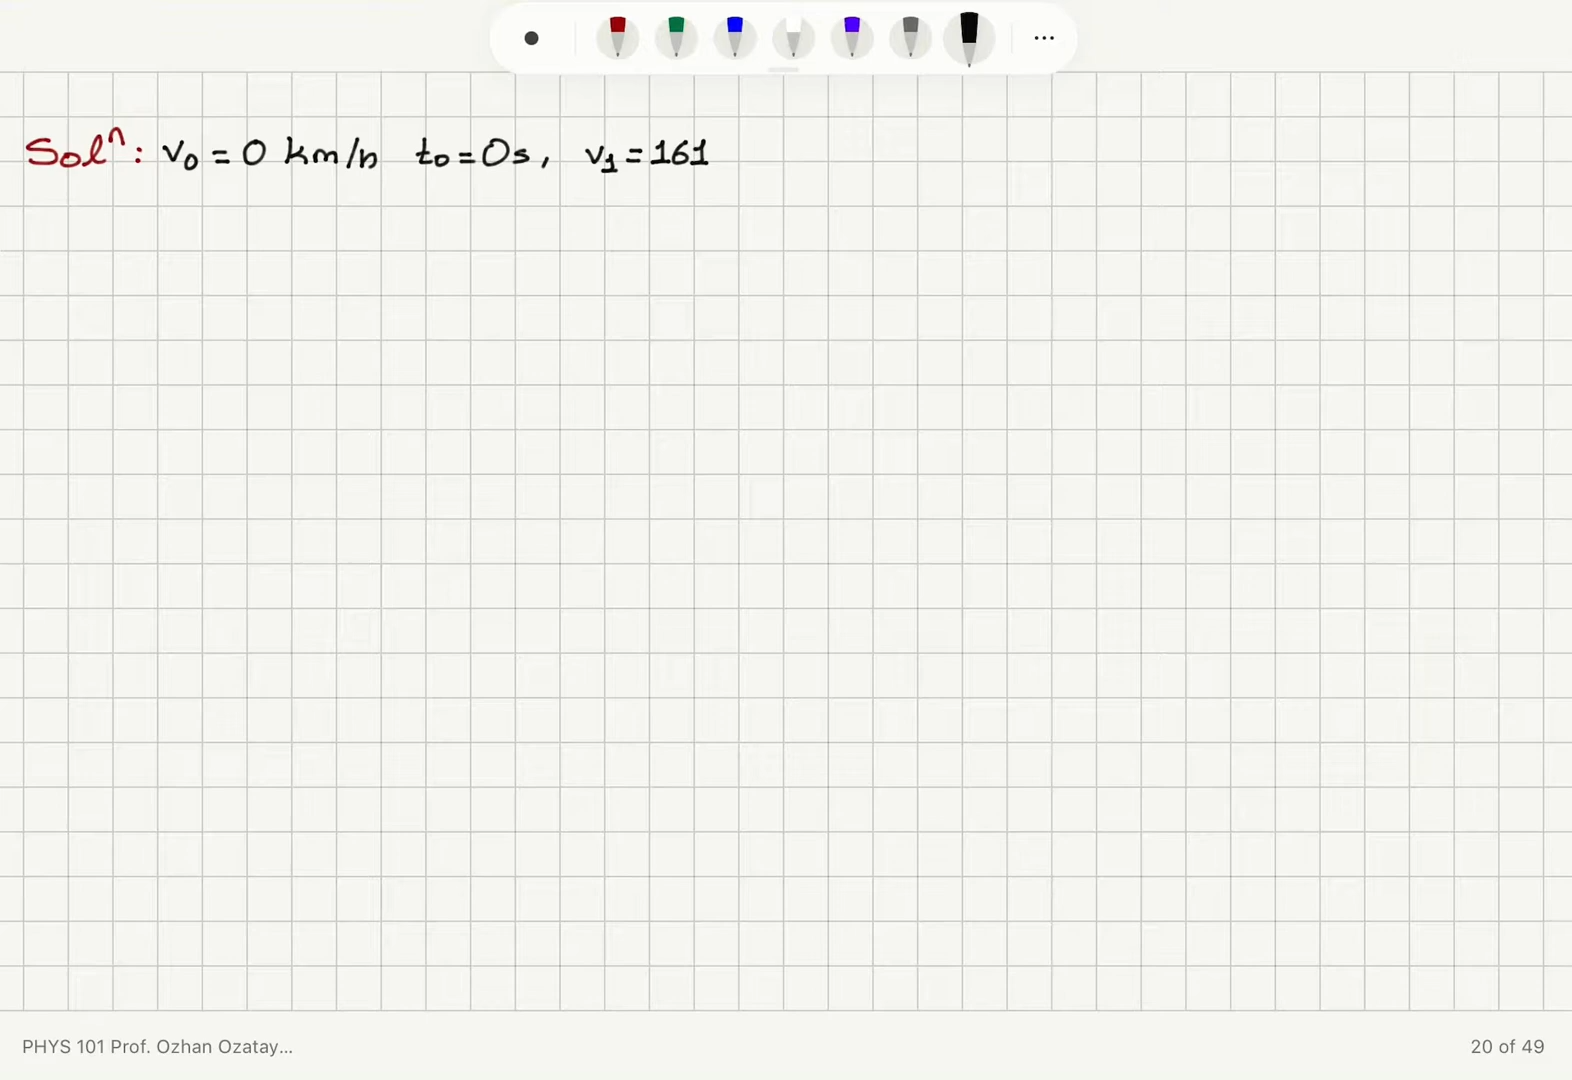 Solⁿ: v₀ = 0 km/h t₀ = 0s, v₁ = 161
PHYS 101 Prof. Ozhan Ozatay...
20 of 49